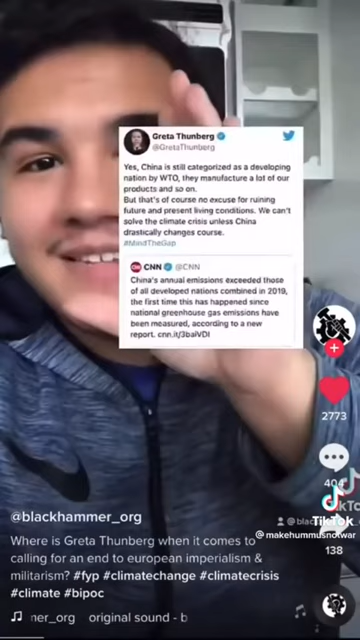 Greta Thunberg
@GretaThunberg
Yes, China is still categorized as a developing
nation by WTO, they manufacture a lot of our
products and so on.
But that's of course no excuse for ruining
future and present living conditions. We can't
solve the climate crisis unless China
drastically changes course.
#MindTheGap
CNN @CNN
China's annual emissions exceeded those
of all developed nations combined in 2019,
the first time this has happened since
national greenhouse gas emissions have
been measured, according to a new
report. cnn.it/3baiVDI
2773
404
TikTok
@makehummusnotwar
138
@blackhammer_org
Where is Greta Thunberg when it comes to
calling for an end to european imperialism &
militarism? #fyp #climatechange #climatecrisis
#climate #bipoc
ner_org original sound - b